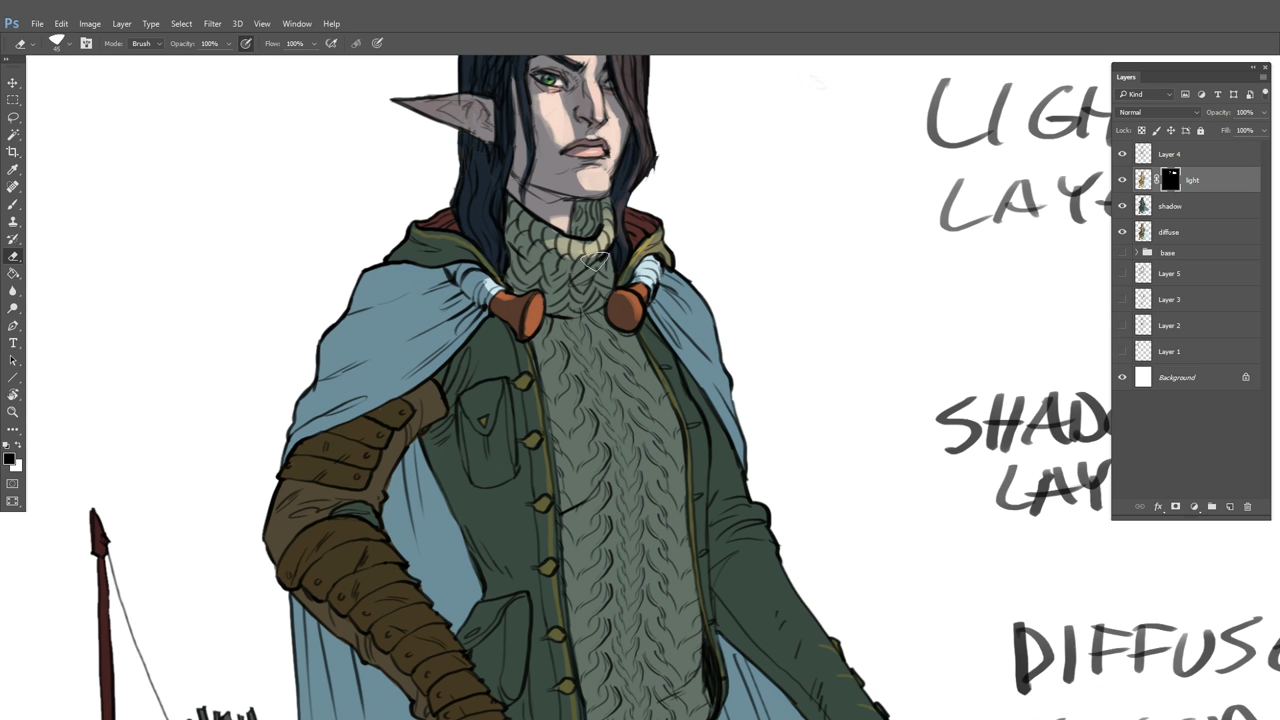 Ps File Edit Image Layer Type Select Filter 3D View Window Help
45 Mode: Brush Opacity: 100% Flow: 100%
Layers
Kind
Normal Opacity: 100%
Lock: Fill: 100%
Layer 4
light
shadow
diffuse
base
Layer 5
Layer 3
Layer 2
Layer 1
Background
fx
LIGH
LAY
SHAD
LAY
DIFFUS